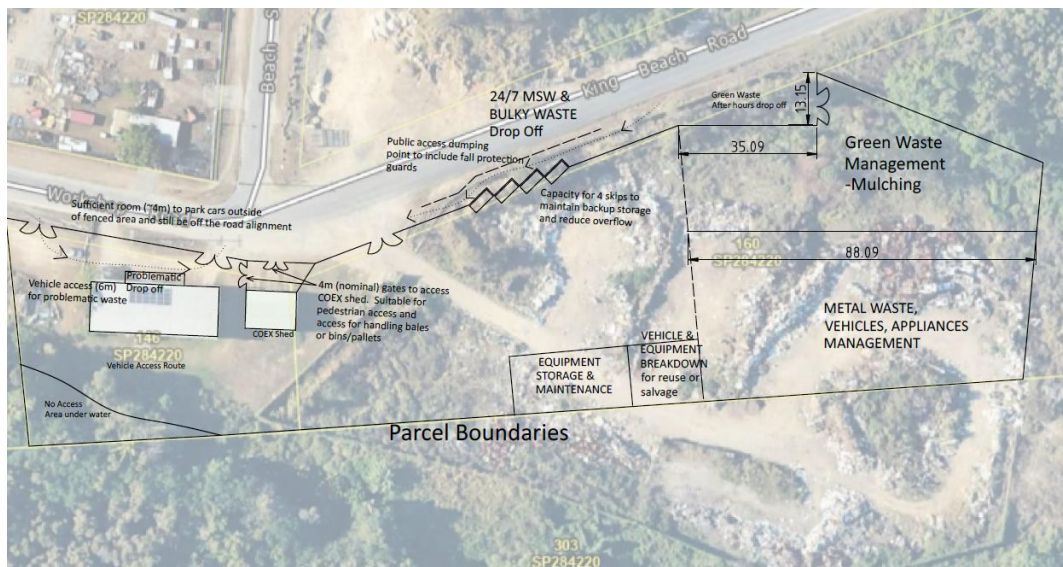 SP284220
Beach S
King Beach Road
24/7 MSW &
BULKY WASTE
Drop Off
Green Waste
After hours drop off
13.15
35.09
Green Waste
Management
-Mulching
Public access dumping
point to include fall protection
guards
Capacity for 4 skips to
maintain backup storage
and reduce overflow
Sufficient room (~4m) to park cars outside
of fenced area and still be off the road alignment
160
SP284220
88.09
Vehicle access (6m)
for problematic waste
Problematic
Drop off
4m (nominal) gates to access
COEX shed. Suitable for
pedestrian access and
access for handling bales
or bins/pallets
COEX Shed
146
SP284220
Vehicle Access Route
METAL WASTE,
VEHICLES, APPLIANCES
MANAGEMENT
VEHICLE &
EQUIPMENT
BREAKDOWN
for reuse or
salvage
EQUIPMENT
STORAGE &
MAINTENANCE
No Access
Area under water
Parcel Boundaries
303
SP284220